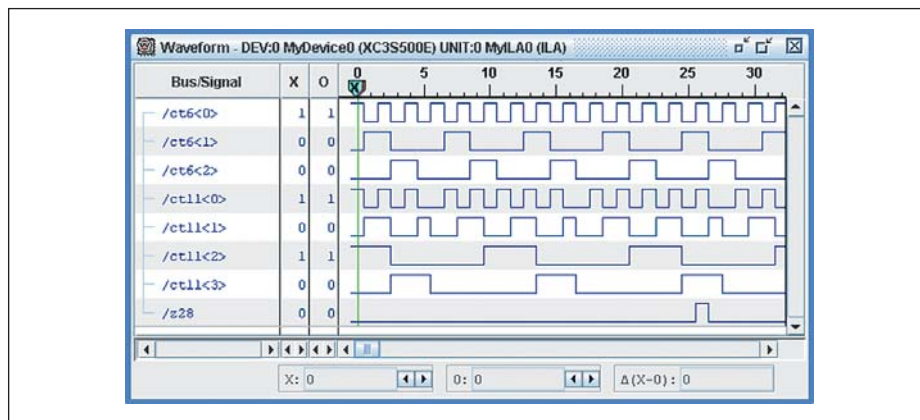 Waveform - DEV:0 MyDevice0 (XC3S500E) UNIT:0 MyILA0 (ILA)
Bus/Signal X O 0 5 10 15 20 25 30
X
/ct6<0> 1 1
/ct6<1> 0 0
/ct6<2> 0 0
/ct11<0> 1 1
/ct11<1> 0 0
/ct11<2> 1 1
/ct11<3> 0 0
/z28 0 0
X: 0 O: 0 Δ(X-O): 0